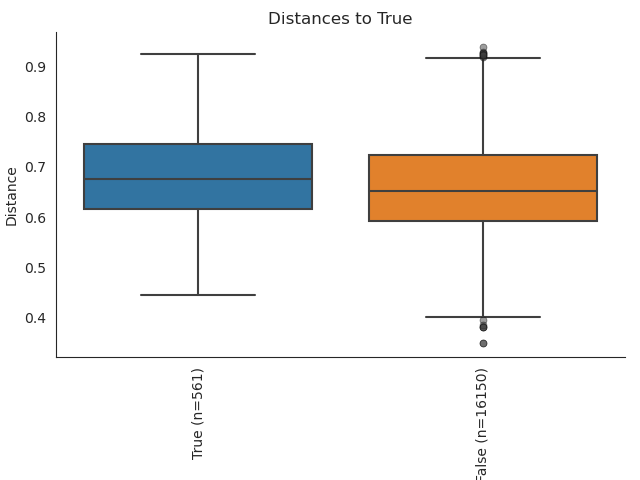 Distances to True
Distance
0.9
0.8
0.7
0.6
0.5
0.4
True (n=561)
False (n=16150)